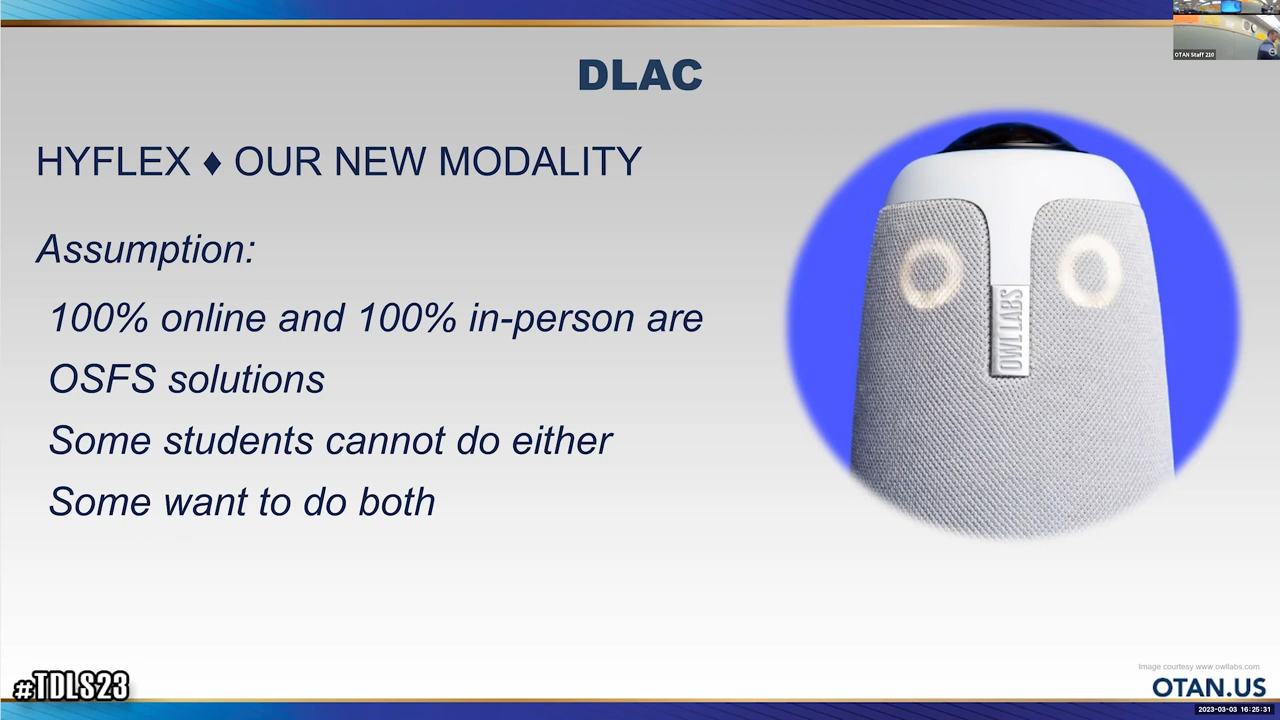 OTAN Staff 210
DLAC
HYFLEX ♦ OUR NEW MODALITY
Assumption:
100% online and 100% in-person are
OSFS solutions
Some students cannot do either
Some want to do both
OWL LABS
Image courtesy www.owllabs.com
#TDLS23
OTAN.US
2023-03-03 16:25:31